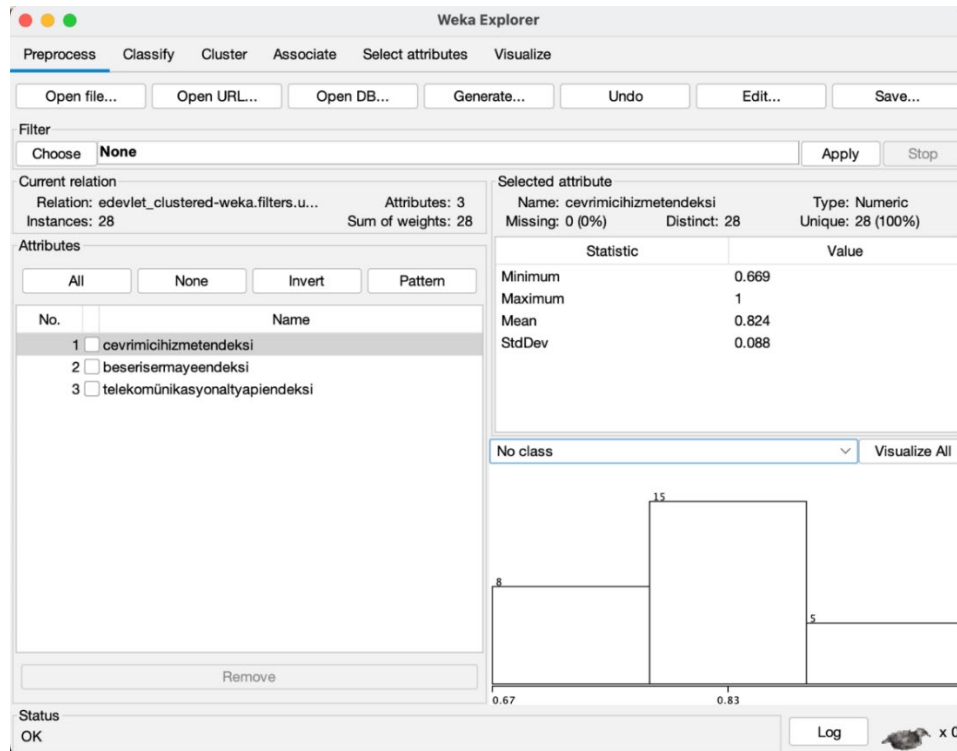 Weka Explorer
Preprocess Classify Cluster Associate Select attributes Visualize
Open file... Open URL... Open DB... Generate... Undo Edit... Save...
Filter
Choose None Apply Stop
Current relation
Relation: edevlet_clustered-weka.filters.u... Attributes: 3
Instances: 28 Sum of weights: 28
Attributes
All None Invert Pattern
No. Name
1 cevrimicihizmetendeksi
2 beserisermayeendeksi
3 telekomünikasyonaltyapiendeksi
Remove
Selected attribute
Name: cevrimicihizmetendeksi Type: Numeric
Missing: 0 (0%) Distinct: 28 Unique: 28 (100%)
Statistic Value
Minimum 0.669
Maximum 1
Mean 0.824
StdDev 0.088
No class Visualize All
15
8
5
0.67 0.83
Status
OK Log x 0